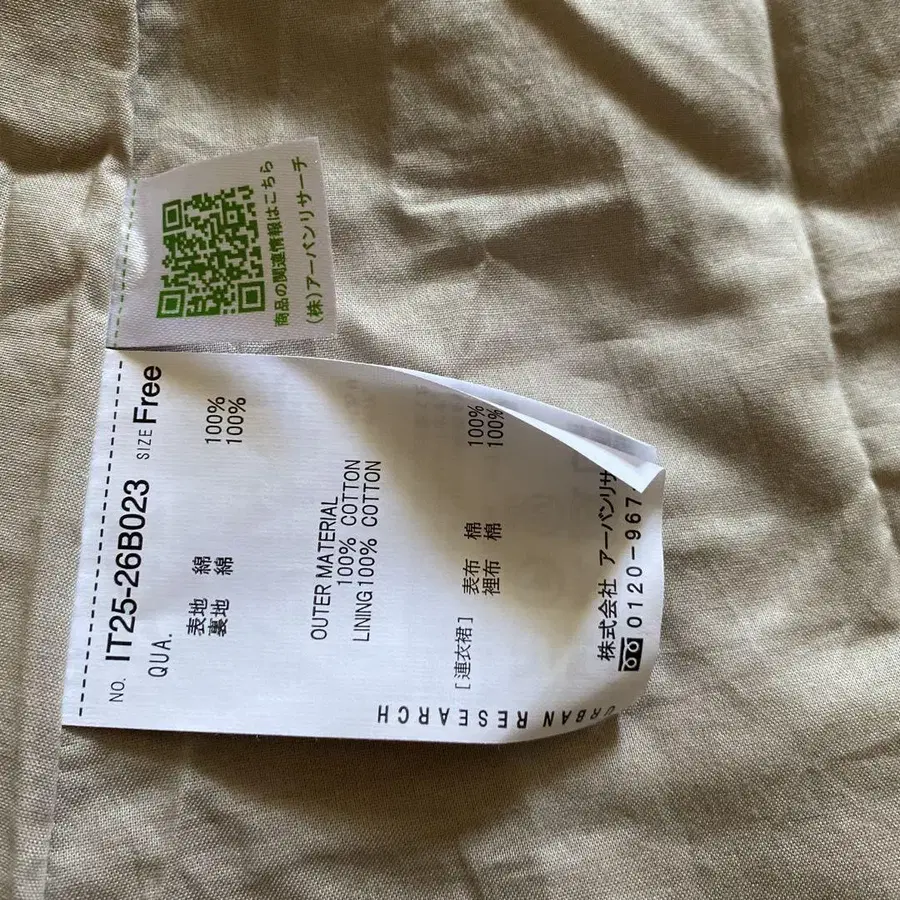 商品の関連情報はこちら
(株)アーバンリサーチ
NO. IT25-26B023 SIZE Free
QUA.
表地 綿 100%
裏地 綿 100%
OUTER MATERIAL
100% COTTON
LINING100% COTTON
[連衣裙]
表布 棉 100%
裡布 棉 100%
株式会社 アーバンリサ
0120-967
URBAN RESEARCH